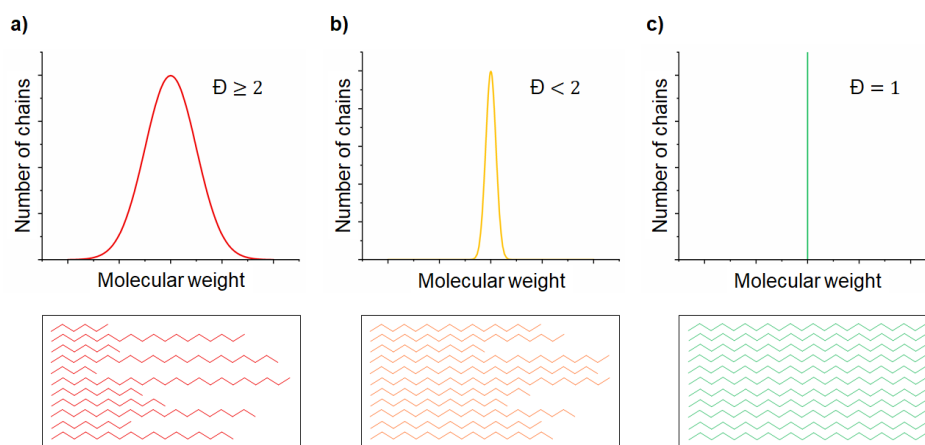 a)
b)
c)
Number of chains
Đ ≥ 2
Molecular weight
Number of chains
Đ < 2
Molecular weight
Number of chains
Đ = 1
Molecular weight